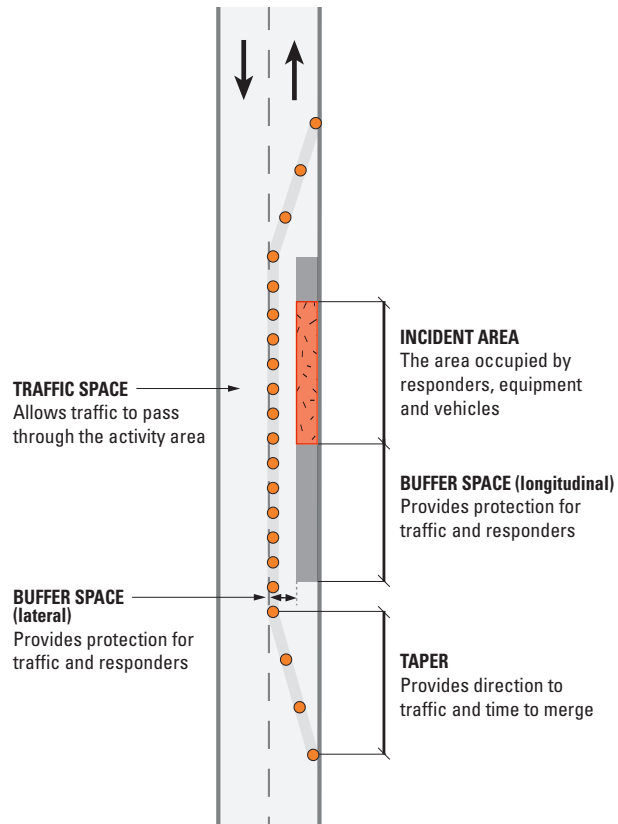 INCIDENT AREA
The area occupied by
responders, equipment
and vehicles
TRAFFIC SPACE
Allows traffic to pass
through the activity area
BUFFER SPACE (longitudinal)
Provides protection for
traffic and responders
BUFFER SPACE
(lateral)
Provides protection for
traffic and responders
TAPER
Provides direction to
traffic and time to merge